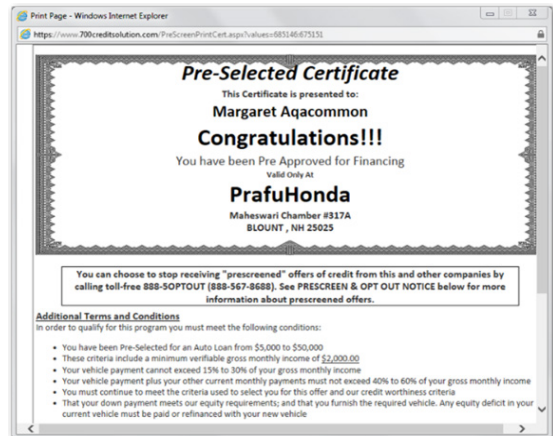 Print Page - Windows Internet Explorer
https://www.700creditsolution.com/PreScreenPrintCert.aspx?values=685146:675151
Pre-Selected Certificate
This Certificate is presented to:
Margaret Aqacommon
Congratulations!!!
You have been Pre Approved for Financing
Valid Only At
PrafuHonda
Maheswari Chamber #317A
BLOUNT , NH 25025
You can choose to stop receiving "prescreened" offers of credit from this and other companies by
calling toll-free 888-5OPTOUT (888-567-8688). See PRESCREEN & OPT OUT NOTICE below for more
information about prescreened offers.
Additional Terms and Conditions
In order to qualify for this program you must meet the following conditions:
• You have been Pre-Selected for an Auto Loan from $5,000 to $50,000
• These criteria include a minimum verifiable gross monthly income of $2,000.00
• Your vehicle payment cannot exceed 15% to 30% of your gross monthly income
• Your vehicle payment plus your other current monthly payments must not exceed 40% to 60% of your gross monthly income
• You must continue to meet the criteria used to select you for this offer and our credit worthiness criteria
• That your down payment meets our equity requirements; and that you furnish the required vehicle. Any equity deficit in your
current vehicle must be paid or refinanced with your new vehicle